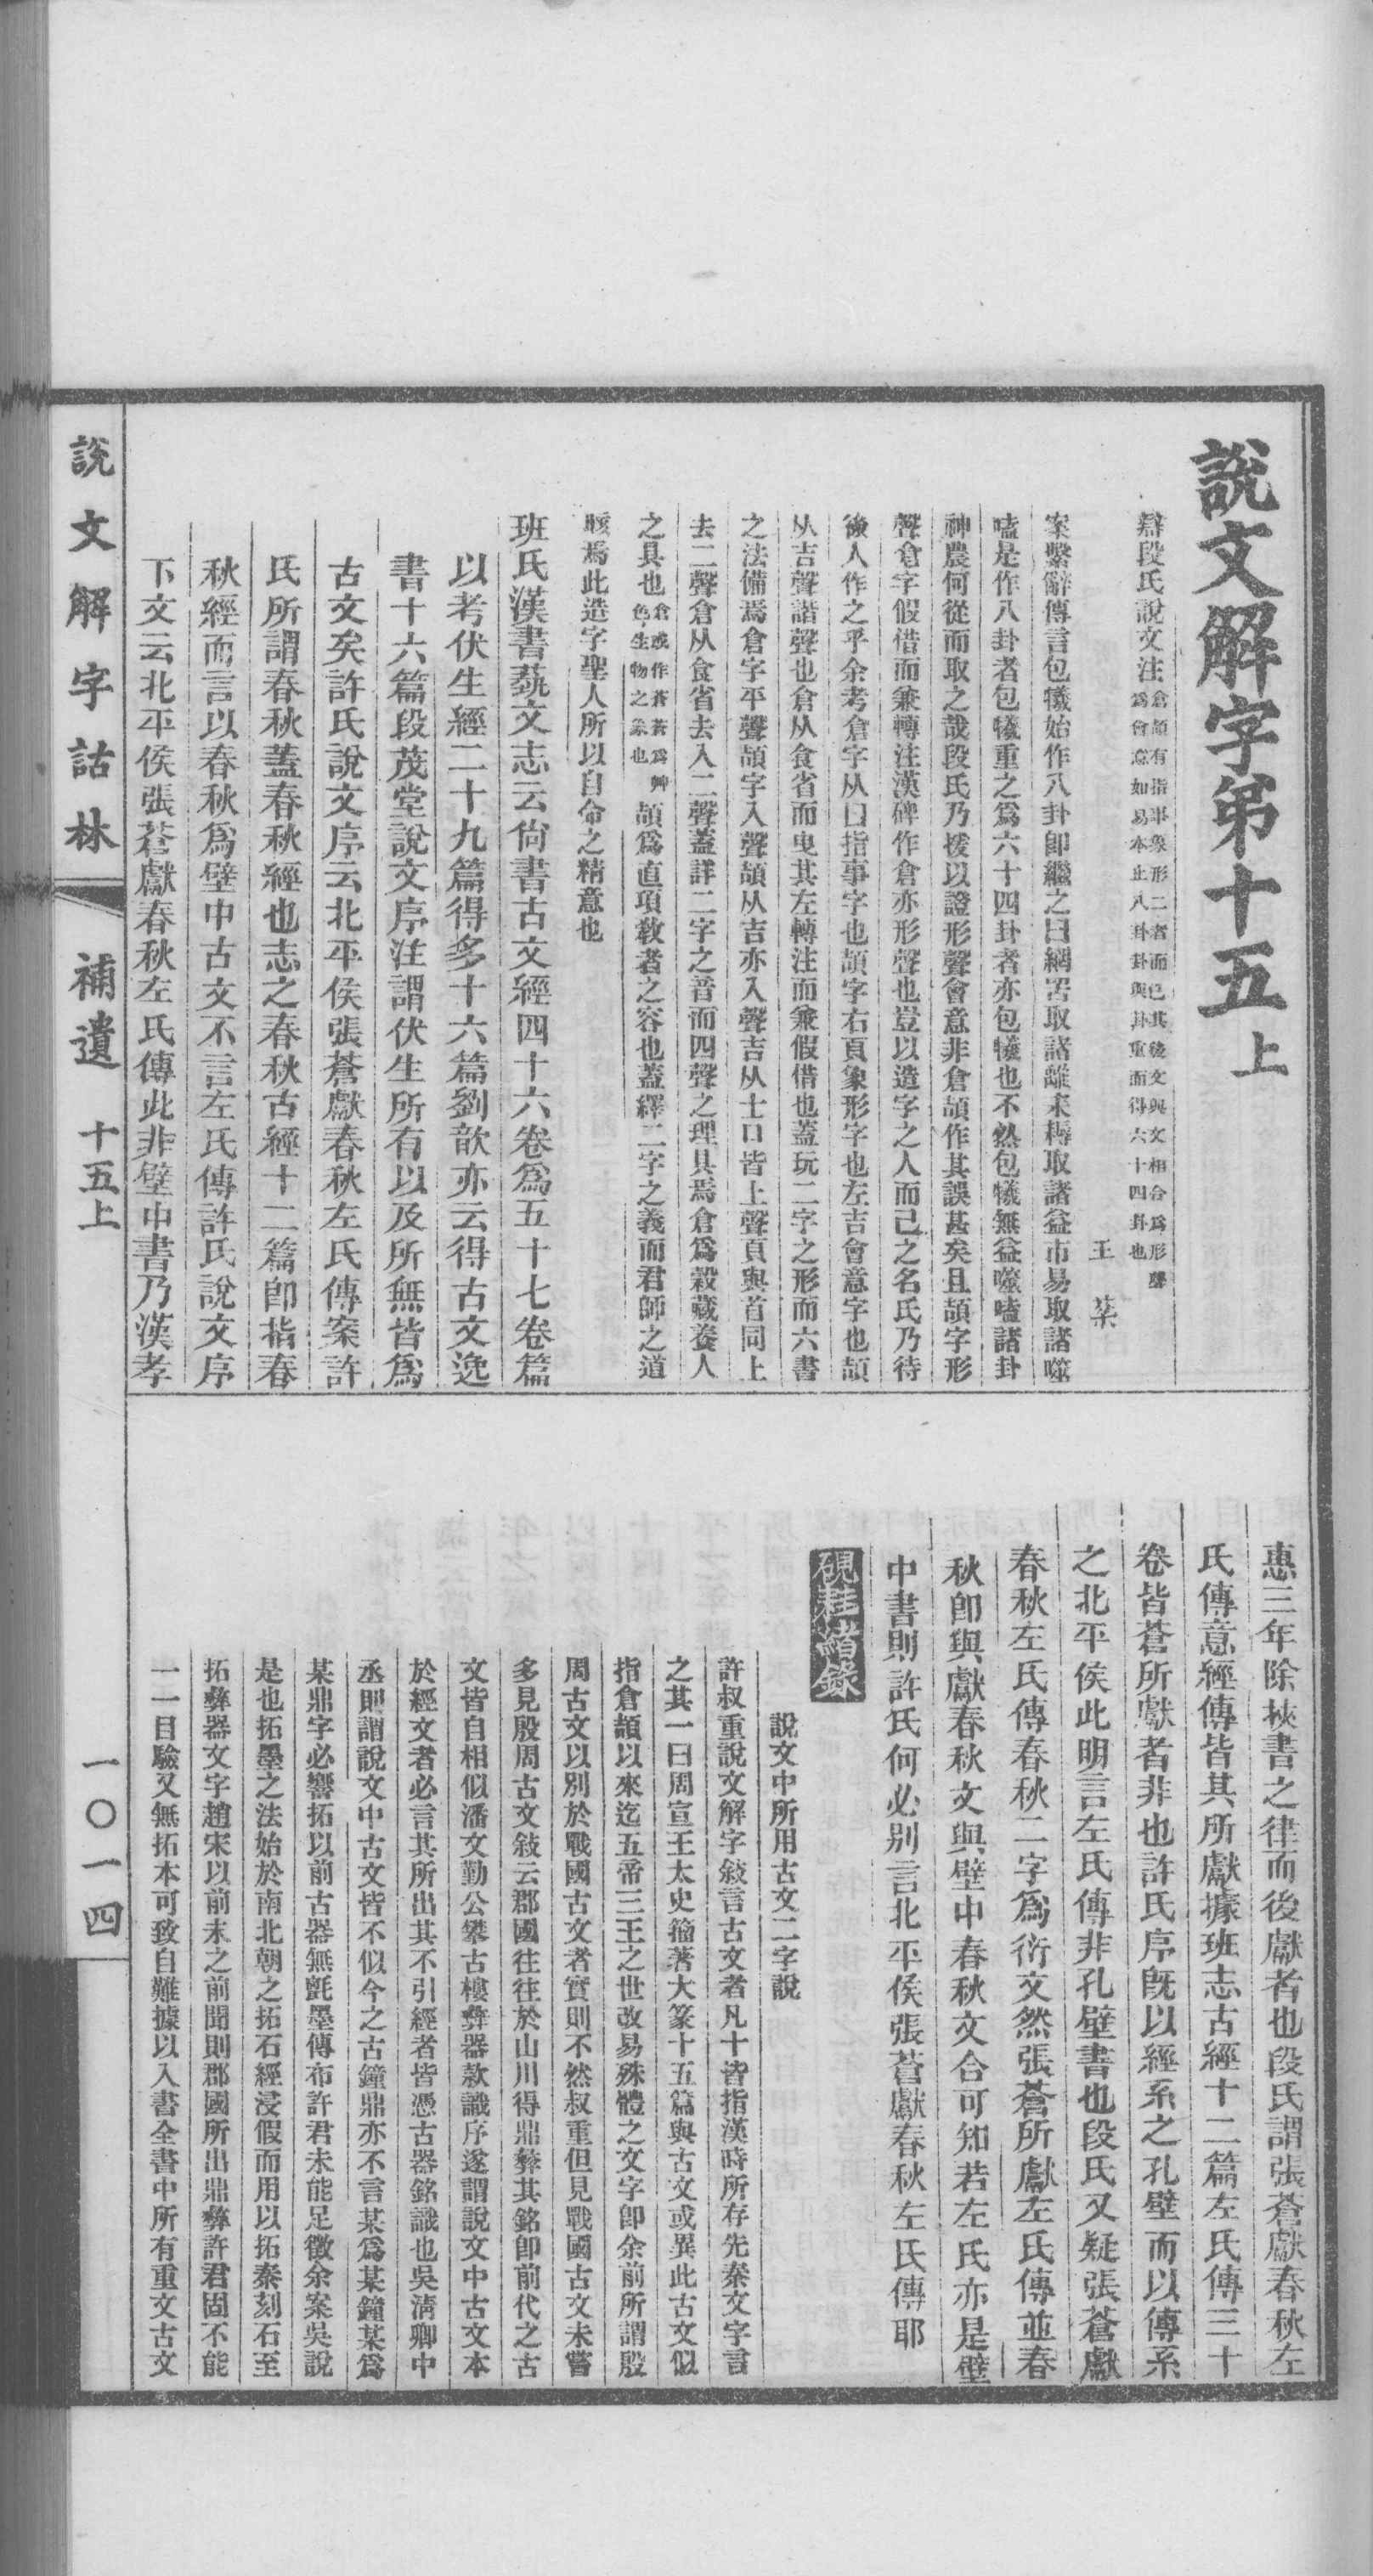 說文解字弟十五上
辯段氏說文注倉頡有指事象形二者而已其後文與文相合爲形聲爲會意如易本止八卦卦與卦重而得六十四卦也
王棻
案繫辭傳言包犧始作八卦卽繼之曰網罟取諸離耒耨取諸益市易取諸噬
嗑是作八卦者包犧重之爲六十四卦者亦包犧也不然包犧無益噬嗑諸卦
神農何從而取之哉段氏乃援以證形聲會意非倉頡作其誤甚矣且頡字形
聲倉字假借而兼轉注漢碑作倉亦形聲也豈以造字之人而己之名氏乃待
後人作之乎余考倉字从口指事字也頡字右頁象形字也左吉會意字也頡
从吉聲諧聲也倉从食省而曳其左轉注而兼假借也蓋玩二字之形而六書
之法備焉倉字平聲頡字入聲頡从吉亦入聲吉从士口皆上聲頁與首同上
去二聲倉从食省去入二聲蓋詳二字之音而四聲之理具焉倉爲穀藏養人
之具也倉或作蒼蒼爲艸色生物之象也頡爲直項敎者之容也蓋繹二字之義而君師之道
賅焉此造字聖人所以自命之精意也
班氏漢書蓺文志云尙書古文經四十六卷爲五十七卷篇
以考伏生經二十九篇得多十六篇劉歆亦云得古文逸
書十六篇段茂堂說文序注謂伏生所有以及所無皆爲
古文矣許氏說文序云北平侯張蒼獻春秋左氏傳案許
氏所謂春秋蓋春秋經也志之春秋古經十二篇卽指春
秋經而言以春秋爲壁中古文不言左氏傳許氏說文序
下文云北平侯張蒼獻春秋左氏傳此非壁中書乃漢孝
惠三年除挾書之律而後獻者也段氏謂張蒼獻春秋左
氏傳意經傳皆其所獻據班志古經十二篇左氏傳三十
卷皆蒼所獻者非也許氏序旣以經系之孔壁而以傳系
之北平侯此明言左氏傳非孔壁書也段氏又疑張蒼獻
春秋左氏傳春秋二字爲衍文然張蒼所獻左氏傳並春
秋卽與獻春秋文與壁中春秋文合可知若左氏亦是壁
中書則許氏何必別言北平侯張蒼獻春秋左氏傳耶
硯桂緒錄
說文中所用古文二字說
許叔重說文解字敍言古文者凡十皆指漢時所存先秦文字言
之其一曰周宣王太史籀著大篆十五篇與古文或異此古文似
指倉頡以來迄五帝三王之世改易殊體之文字卽余前所謂殷
周古文以別於戰國古文者實則不然叔重但見戰國古文未嘗
多見殷周古文敍云郡國往往於山川得鼎彝其銘卽前代之古
文皆自相似潘文勤公攀古樓彝器款識序遂謂說文中古文本
於經文者必言其所出其不引經者皆憑古器銘識也吳淸卿中
丞則謂說文中古文皆不似今之古鐘鼎亦不言某爲某鐘某爲
某鼎字必響拓以前古器無氈墨傳布許君未能足徵余案吳說
是也拓墨之法始於南北朝之拓石經浸假而用以拓秦刻石至
拓彝器文字趙宋以前未之前聞則郡國所出鼎彝許君固不能
一一目驗又無拓本可致自難據以入書全書中所有重文古文
說文解字詁林
補遺
十五上
一〇一四